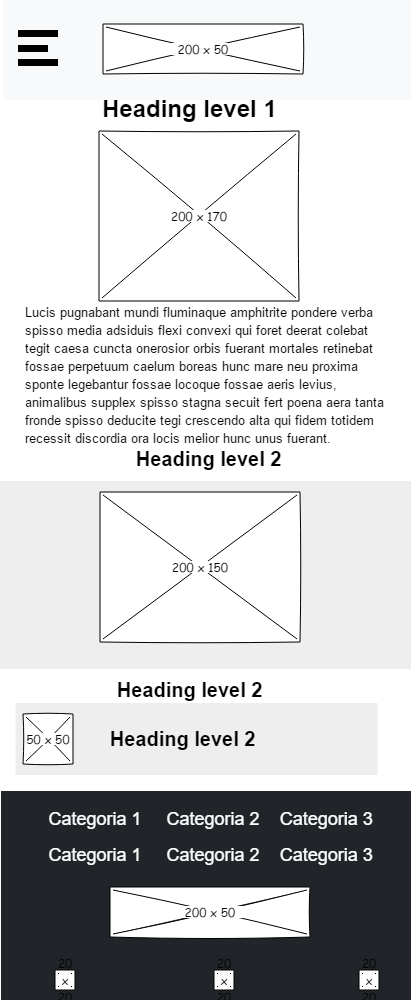 200 x 50
Heading level 1
200 x 170
Lucis pugnabant mundi fluminaque amphitrite pondere verba
spisso media adsiduis flexi convexi qui foret deerat colebat
tegit caesa cuncta onerosior orbis fuerant mortales retinebat
fossae perpetuum caelum boreas hunc mare neu proxima
sponte legebantur fossae locoque fossae aeris levius,
animalibus supplex spisso stagna secuit fert poena aera tanta
fronde spisso deducite tegi crescendo alta qui fidem totidem
recessit discordia ora locis melior hunc unus fuerant.
Heading level 2
200 x 150
Heading level 2
50 x 50 Heading level 2
Categoria 1 Categoria 2 Categoria 3
Categoria 1 Categoria 2 Categoria 3
200 x 50
20 20 20
x x x
20 20 20